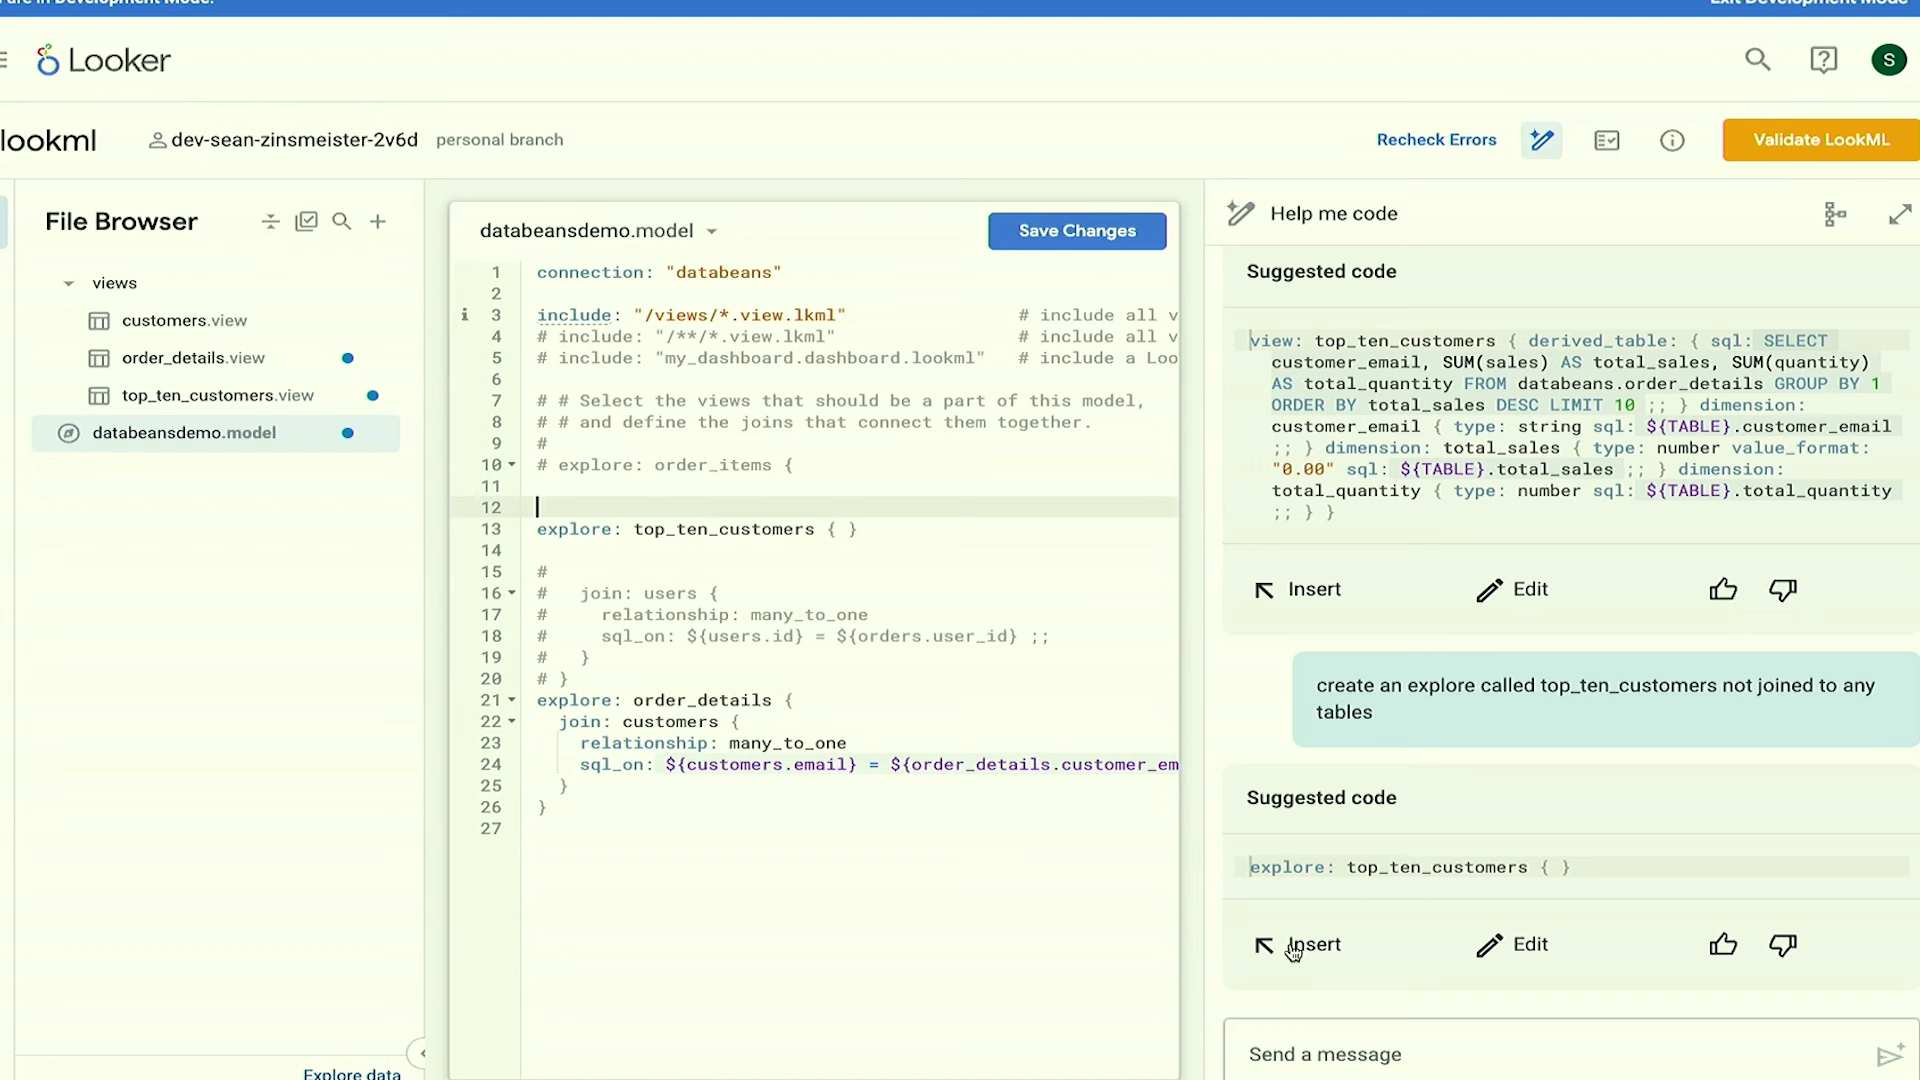 are in Development Mode.
Exit Development Mode
Looker
S
lookml
dev-sean-zinsmeister-2v6d
personal branch
Recheck Errors
Validate LookML
File Browser
views
customers.view
order_details.view
top_ten_customers.view
databeansdemo.model
Explore data
databeansdemo.model
Save Changes
1 connection: "databeans"
2
3 include: "/views/*.view.lkml" # include all v
4 # include: "/**/*.view.lkml" # include all v
5 # include: "my_dashboard.dashboard.lookml" # include a Loo
6
7 # # Select the views that should be a part of this model,
8 # # and define the joins that connect them together.
9 #
10 # explore: order_items {
11
12
13 explore: top_ten_customers { }
14
15 #
16 # join: users {
17 # relationship: many_to_one
18 # sql_on: ${users.id} = ${orders.user_id} ;;
19 # }
20 # }
21 explore: order_details {
22 join: customers {
23 relationship: many_to_one
24 sql_on: ${customers.email} = ${order_details.customer_em
25 }
26 }
27
Help me code
Suggested code
view: top_ten_customers { derived_table: { sql: SELECT
customer_email, SUM(sales) AS total_sales, SUM(quantity)
AS total_quantity FROM databeans.order_details GROUP BY 1
ORDER BY total_sales DESC LIMIT 10 ;; } dimension:
customer_email { type: string sql: ${TABLE}.customer_email
;; } dimension: total_sales { type: number value_format:
"0.00" sql: ${TABLE}.total_sales ;; } dimension:
total_quantity { type: number sql: ${TABLE}.total_quantity
;; } }
Insert
Edit
create an explore called top_ten_customers not joined to any
tables
Suggested code
explore: top_ten_customers { }
Insert
Edit
Send a message